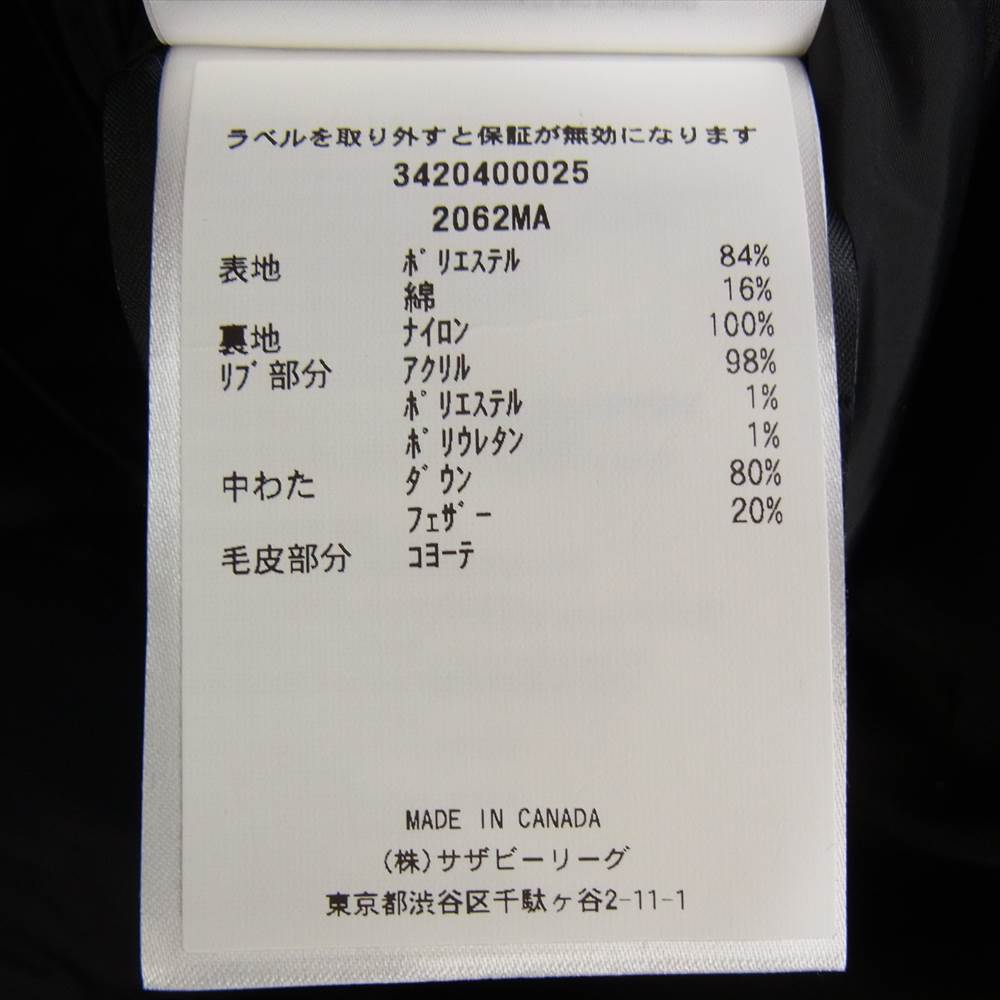 ラベルを取り外すと保証が無効になります
3420400025
2062MA
表地 ポリエステル 84%
綿 16%
裏地 ナイロン 100%
リブ部分 アクリル 98%
ポリエステル 1%
ポリウレタン 1%
中わた ダウン 80%
フェザー 20%
毛皮部分 コヨーテ
MADE IN CANADA
(株)サザビーリーグ
東京都渋谷区千駄ヶ谷2-11-1